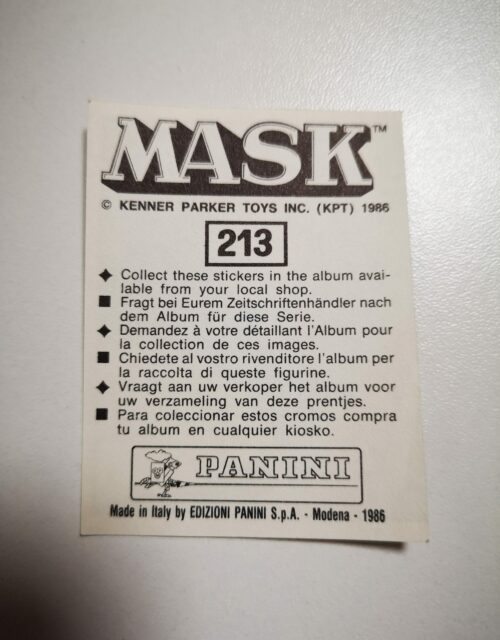 MASK™
© KENNER PARKER TOYS INC. (KPT) 1986
213
Collect these stickers in the album avai-
lable from your local shop.
Fragt bei Eurem Zeitschriftenhändler nach
dem Album für diese Serie.
Demandez à votre détaillant l'Album pour
la collection de ces images.
Chiedete al vostro rivenditore l'album per
la raccolta di queste figurine.
Vraagt aan uw verkoper het album voor
uw verzameling van deze prentjes.
Para coleccionar estos cromos compra
tu album en cualquier kiosko.
PANINI
Made in Italy by EDIZIONI PANINI S.p.A. - Modena - 1986